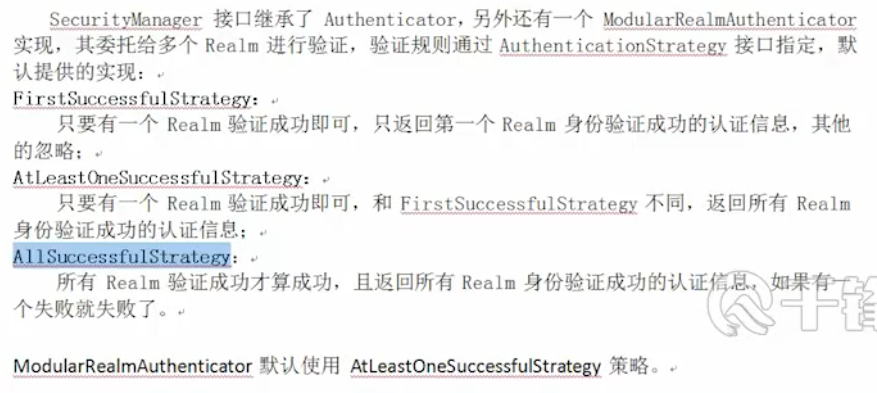 SecurityManager 接口继承了 Authenticator，另外还有一个 ModularRealmAuthenticator
实现，其委托给多个 Realm 进行验证，验证规则通过 AuthenticationStrategy 接口指定，默
认提供的实现：
FirstSuccessfulStrategy：
只要有一个 Realm 验证成功即可，只返回第一个 Realm 身份验证成功的认证信息，其他
的忽略；
AtLeastOneSuccessfulStrategy：
只要有一个 Realm 验证成功即可，和 FirstSuccessfulStrategy 不同，返回所有 Realm
身份验证成功的认证信息；
AllSuccessfulStrategy：
所有 Realm 验证成功才算成功，且返回所有 Realm 身份验证成功的认证信息，如果有一
个失败就失败了。
千锋
ModularRealmAuthenticator 默认使用 AtLeastOneSuccessfulStrategy 策略。